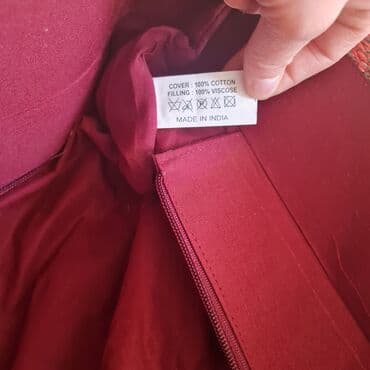 COVER : 100% COTTON
FILLING : 100% VISCOSE
MADE IN INDIA